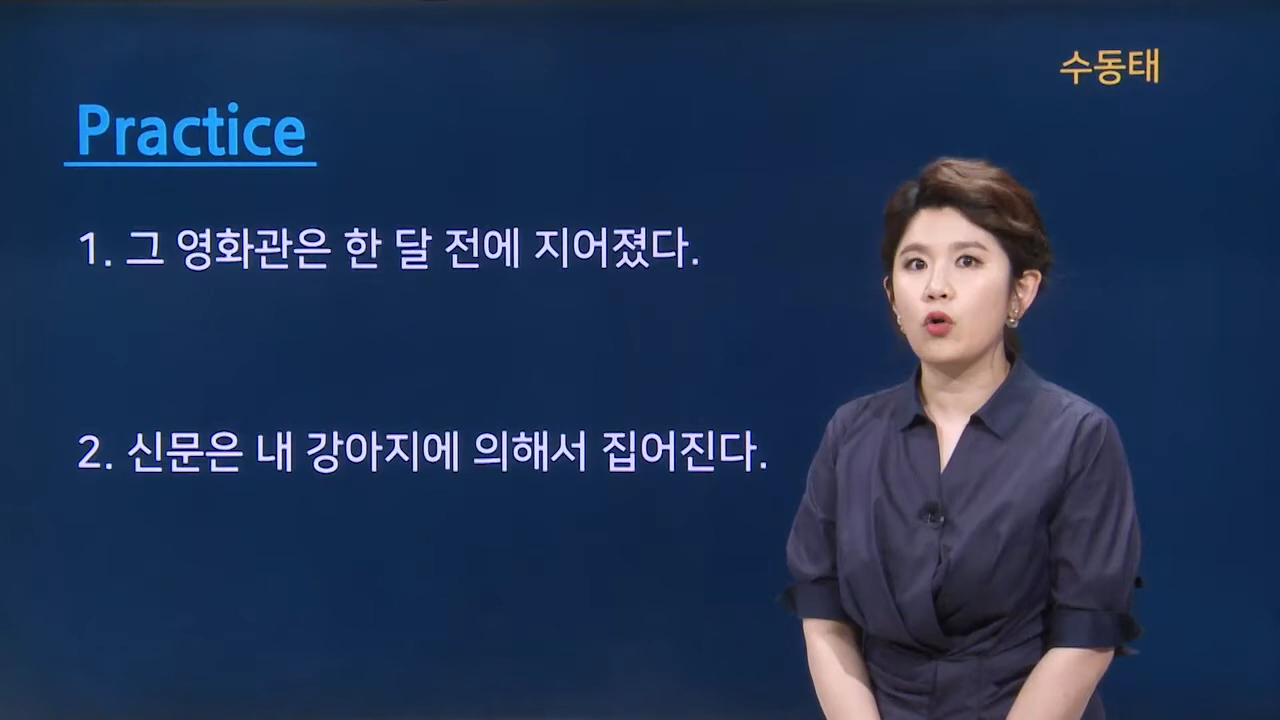 수동태
Practice
1. 그 영화관은 한 달 전에 지어졌다.
2. 신문은 내 강아지에 의해서 집어진다.